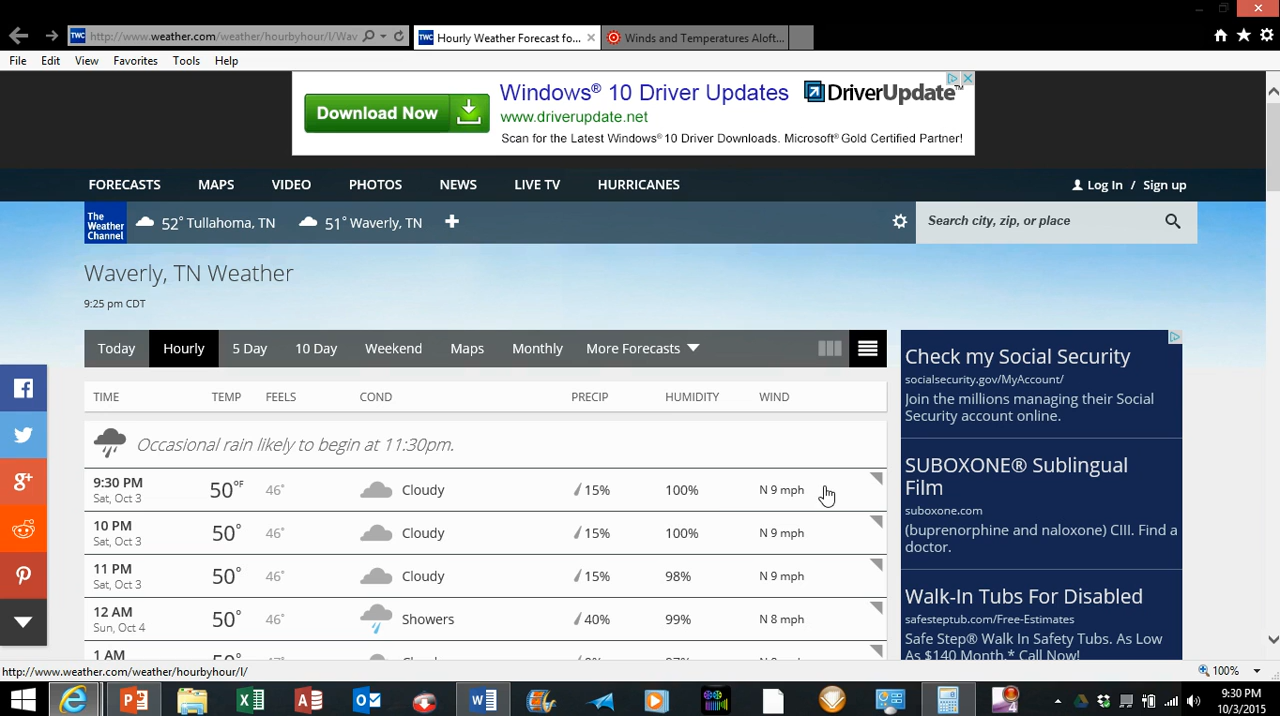 http://www.weather.com/weather/hourbyhour/l/Wav
Hourly Weather Forecast fo...
Winds and Temperatures Aloft...
File Edit View Favorites Tools Help
Download Now
Windows® 10 Driver Updates
www.driverupdate.net
Scan for the Latest Windows® 10 Driver Downloads. Microsoft® Gold Certified Partner!
DriverUpdate™
FORECASTS MAPS VIDEO PHOTOS NEWS LIVE TV HURRICANES Log In / Sign up
The Weather Channel
52° Tullahoma, TN 51° Waverly, TN
Search city, zip, or place
Waverly, TN Weather
9:25 pm CDT
Today Hourly 5 Day 10 Day Weekend Maps Monthly More Forecasts
TIME TEMP FEELS COND PRECIP HUMIDITY WIND
Occasional rain likely to begin at 11:30pm.
9:30 PM 50°F 46° Cloudy 15% 100% N 9 mph
Sat, Oct 3
10 PM 50° 46° Cloudy 15% 100% N 9 mph
Sat, Oct 3
11 PM 50° 46° Cloudy 15% 98% N 9 mph
Sat, Oct 3
12 AM 50° 46° Showers 40% 99% N 8 mph
Sun, Oct 4
1 AM
Check my Social Security
socialsecurity.gov/MyAccount/
Join the millions managing their Social
Security account online.
SUBOXONE® Sublingual
Film
suboxone.com
(buprenorphine and naloxone) CIII. Find a
doctor.
Walk-In Tubs For Disabled
safesteptub.com/Free-Estimates
Safe Step® Walk In Safety Tubs. As Low
As $140 Month.* Call Now!
http://www.weather.com/weather/hourbyhour/l/
100%
9:30 PM
10/3/2015